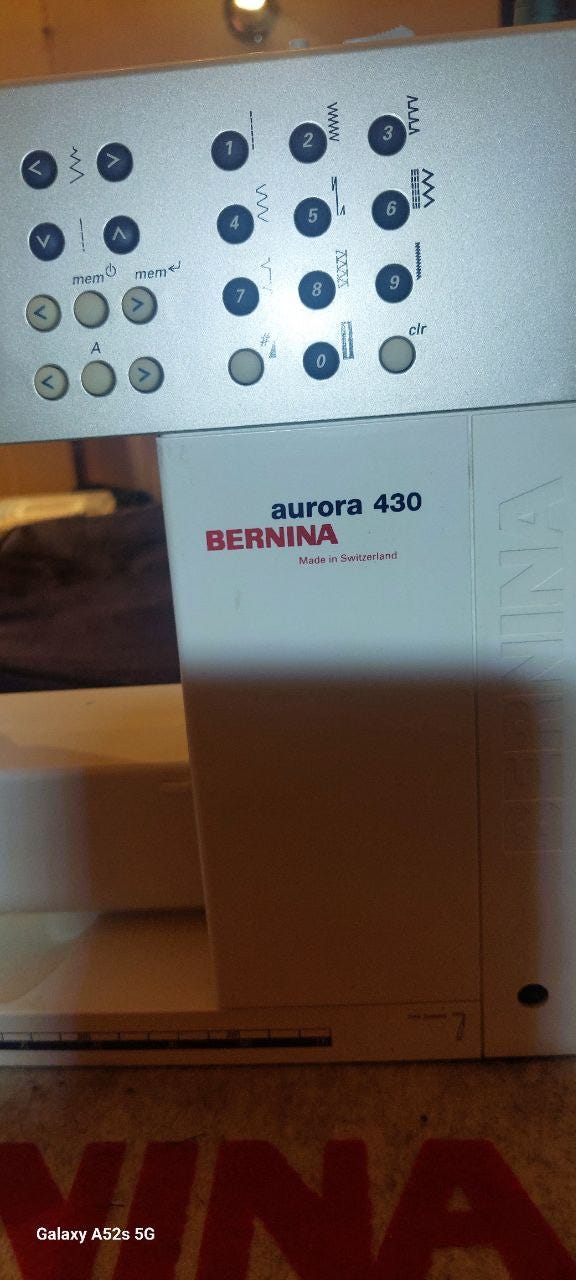 1 2 3
4 5 6
mem mem
7 8 9
A # 0 clr
aurora 430
BERNINA
Made in Switzerland
BERNINA
NINA
Galaxy A52s 5G